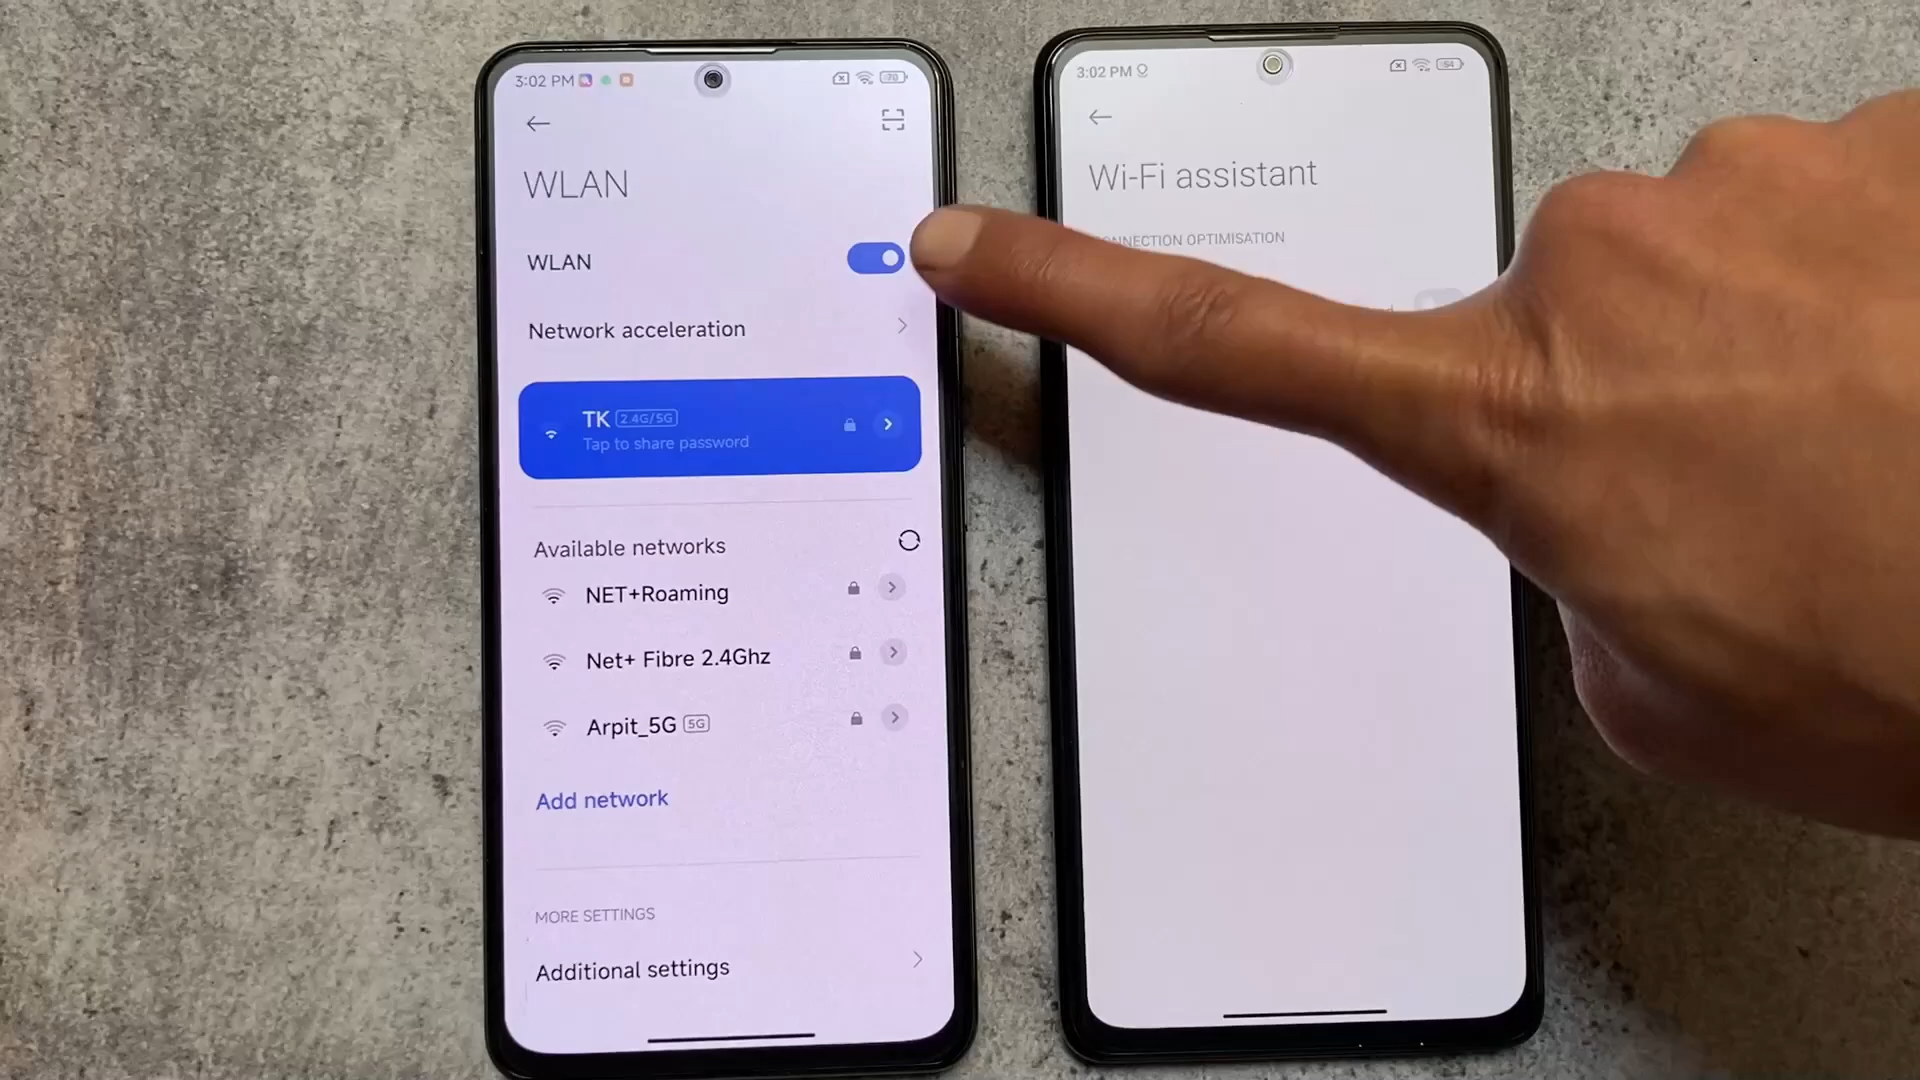 3:02 PM
70
WLAN
WLAN
Network acceleration
TK 2.4G/5G
Tap to share password
Available networks
NET+Roaming
Net+ Fibre 2.4Ghz
Arpit_5G 5G
Add network
MORE SETTINGS
Additional settings
3:02 PM
54
Wi-Fi assistant
CONNECTION OPTIMISATION